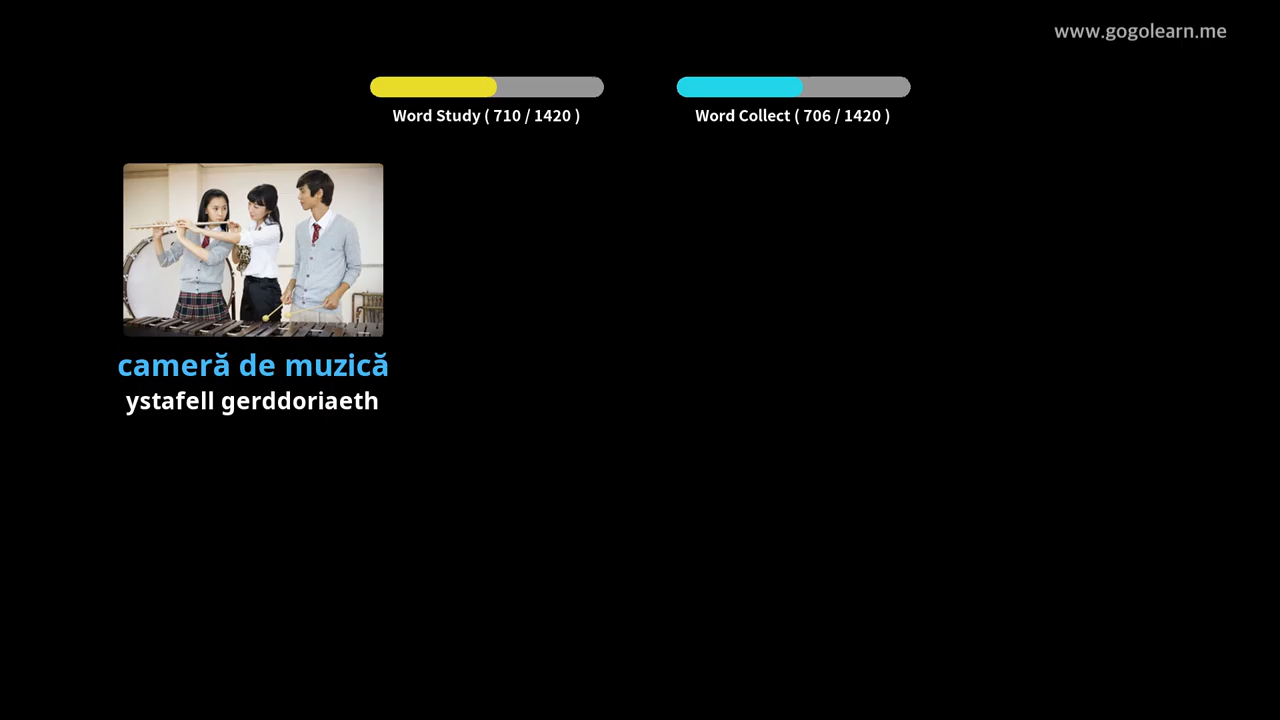 www.gogolearn.me
Word Study ( 710 / 1420 )
Word Collect ( 706 / 1420 )
cameră de muzică
ystafell gerddoriaeth